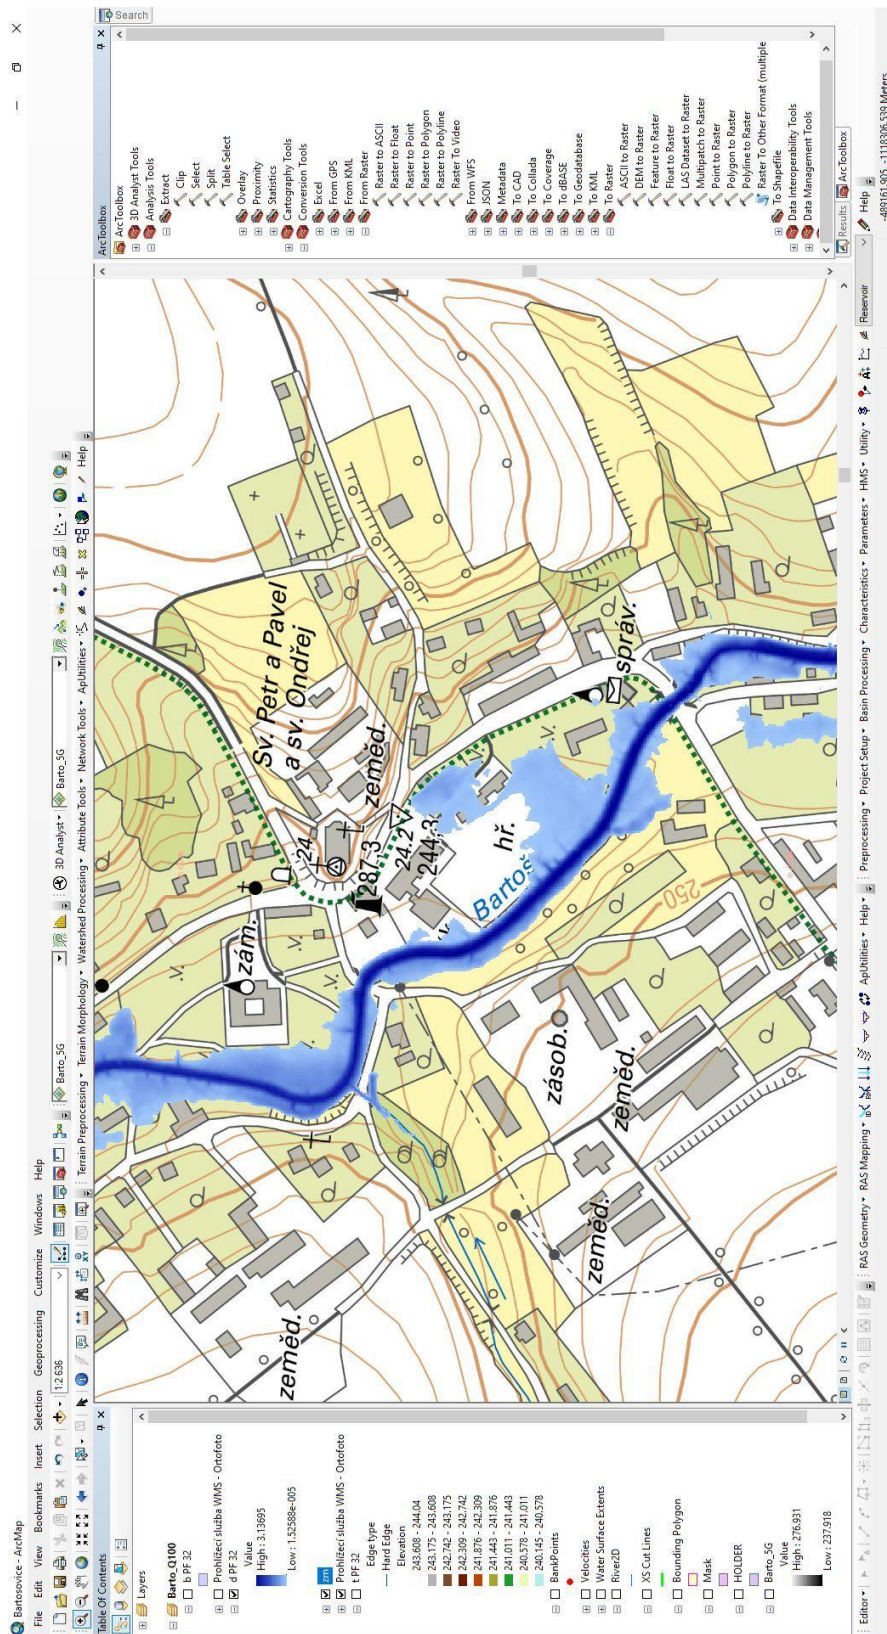 Bartosovice - ArcMap
File Edit View Bookmarks Insert Selection Geoprocessing Customize Windows Help
1:2 636
Barto_5G
3D Analyst
Barto_5G
Terrain Preprocessing Terrain Morphology Watershed Processing Attribute Tools Network Tools ApUtilities Help
Table Of Contents
Layers
Barto_Q100
b PF 32
Prohlížecí služba WMS - Ortofoto
d PF 32
Value
High : 3.13695
Low : 1.52588e-005
zm
Prohlížecí služba WMS - Ortofoto
t PF 32
Edge type
Hard Edge
Elevation
243.608 - 244.04
243.175 - 243.608
242.742 - 243.175
242.309 - 242.742
241.876 - 242.309
241.443 - 241.876
241.011 - 241.443
240.578 - 241.011
240.145 - 240.578
BankPoints
Velocities
Water Surface Extents
River2D
XS Cut Lines
Bounding Polygon
Mask
HOLDER
Barto_5G
Value
High : 276.931
Low : 237.918
zám.
Sv. Petr a Pavel
a sv. Ondřej
zeměd.
24
287,3
24.2
244,3
hř.
Bartoš
správ.
250
zásob.
zeměd.
zeměd.
zeměd.
Search
ArcToolbox
ArcToolbox
3D Analyst Tools
Analysis Tools
Extract
Clip
Select
Split
Table Select
Overlay
Proximity
Statistics
Cartography Tools
Conversion Tools
Excel
From GPS
From KML
From Raster
Raster to ASCII
Raster to Float
Raster to Point
Raster to Polygon
Raster to Polyline
Raster To Video
From WFS
JSON
Metadata
To CAD
To Collada
To Coverage
To dBASE
To Geodatabase
To KML
To Raster
ASCII to Raster
DEM to Raster
Feature to Raster
Float to Raster
LAS Dataset to Raster
Multipatch to Raster
Point to Raster
Polygon to Raster
Polyline to Raster
Raster To Other Format (multiple
To Shapefile
Data Interoperability Tools
Data Management Tools
Results ArcToolbox
Editor RAS Geometry RAS Mapping ApUtilities Help Preprocessing Project Setup Basin Processing Characteristics Parameters HMS Utility Reservoir Help
-489161.905 -1118206.539 Meters